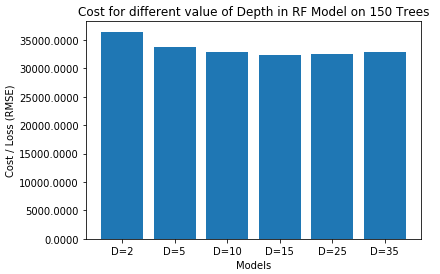 Cost for different value of Depth in RF Model on 150 Trees
Cost / Loss (RMSE)
35000.0000
30000.0000
25000.0000
20000.0000
15000.0000
10000.0000
5000.0000
0.0000
D=2 D=5 D=10 D=15 D=25 D=35
Models